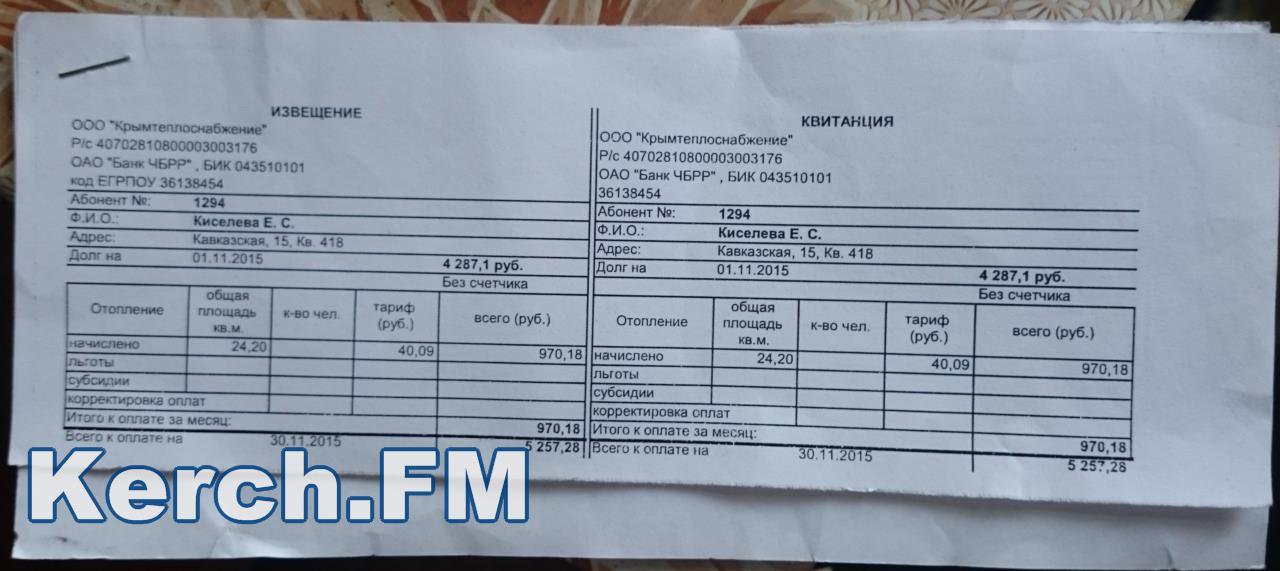 ИЗВЕЩЕНИЕ
ООО "Крымтеплоснабжение"
Р/с 40702810800003003176
ОАО "Банк ЧБРР" , БИК 043510101
код ЕГРПОУ 36138454
Абонент №: 1294
Ф.И.О.: Киселева Е. С.
Адрес: Кавказская, 15, Кв. 418
Долг на 01.11.2015 4 287,1 руб.
Без счетчика
Отопление общая площадь кв.м. к-во чел. тариф (руб.) всего (руб.)
начислено 24,20 40,09 970,18
льготы
субсидии
корректировка оплат
Итого к оплате за месяц: 970,18
Всего к оплате на 30.11.2015 5 257,28
КВИТАНЦИЯ
ООО "Крымтеплоснабжение"
Р/с 40702810800003003176
ОАО "Банк ЧБРР" , БИК 043510101
36138454
Абонент №: 1294
Ф.И.О.: Киселева Е. С.
Адрес: Кавказская, 15, Кв. 418
Долг на 01.11.2015 4 287,1 руб.
Без счетчика
Отопление общая площадь кв.м. к-во чел. тариф (руб.) всего (руб.)
начислено 24,20 40,09 970,18
льготы
субсидии
корректировка оплат
Итого к оплате за месяц: 970,18
Всего к оплате на 30.11.2015 5 257,28
Kerch.FM